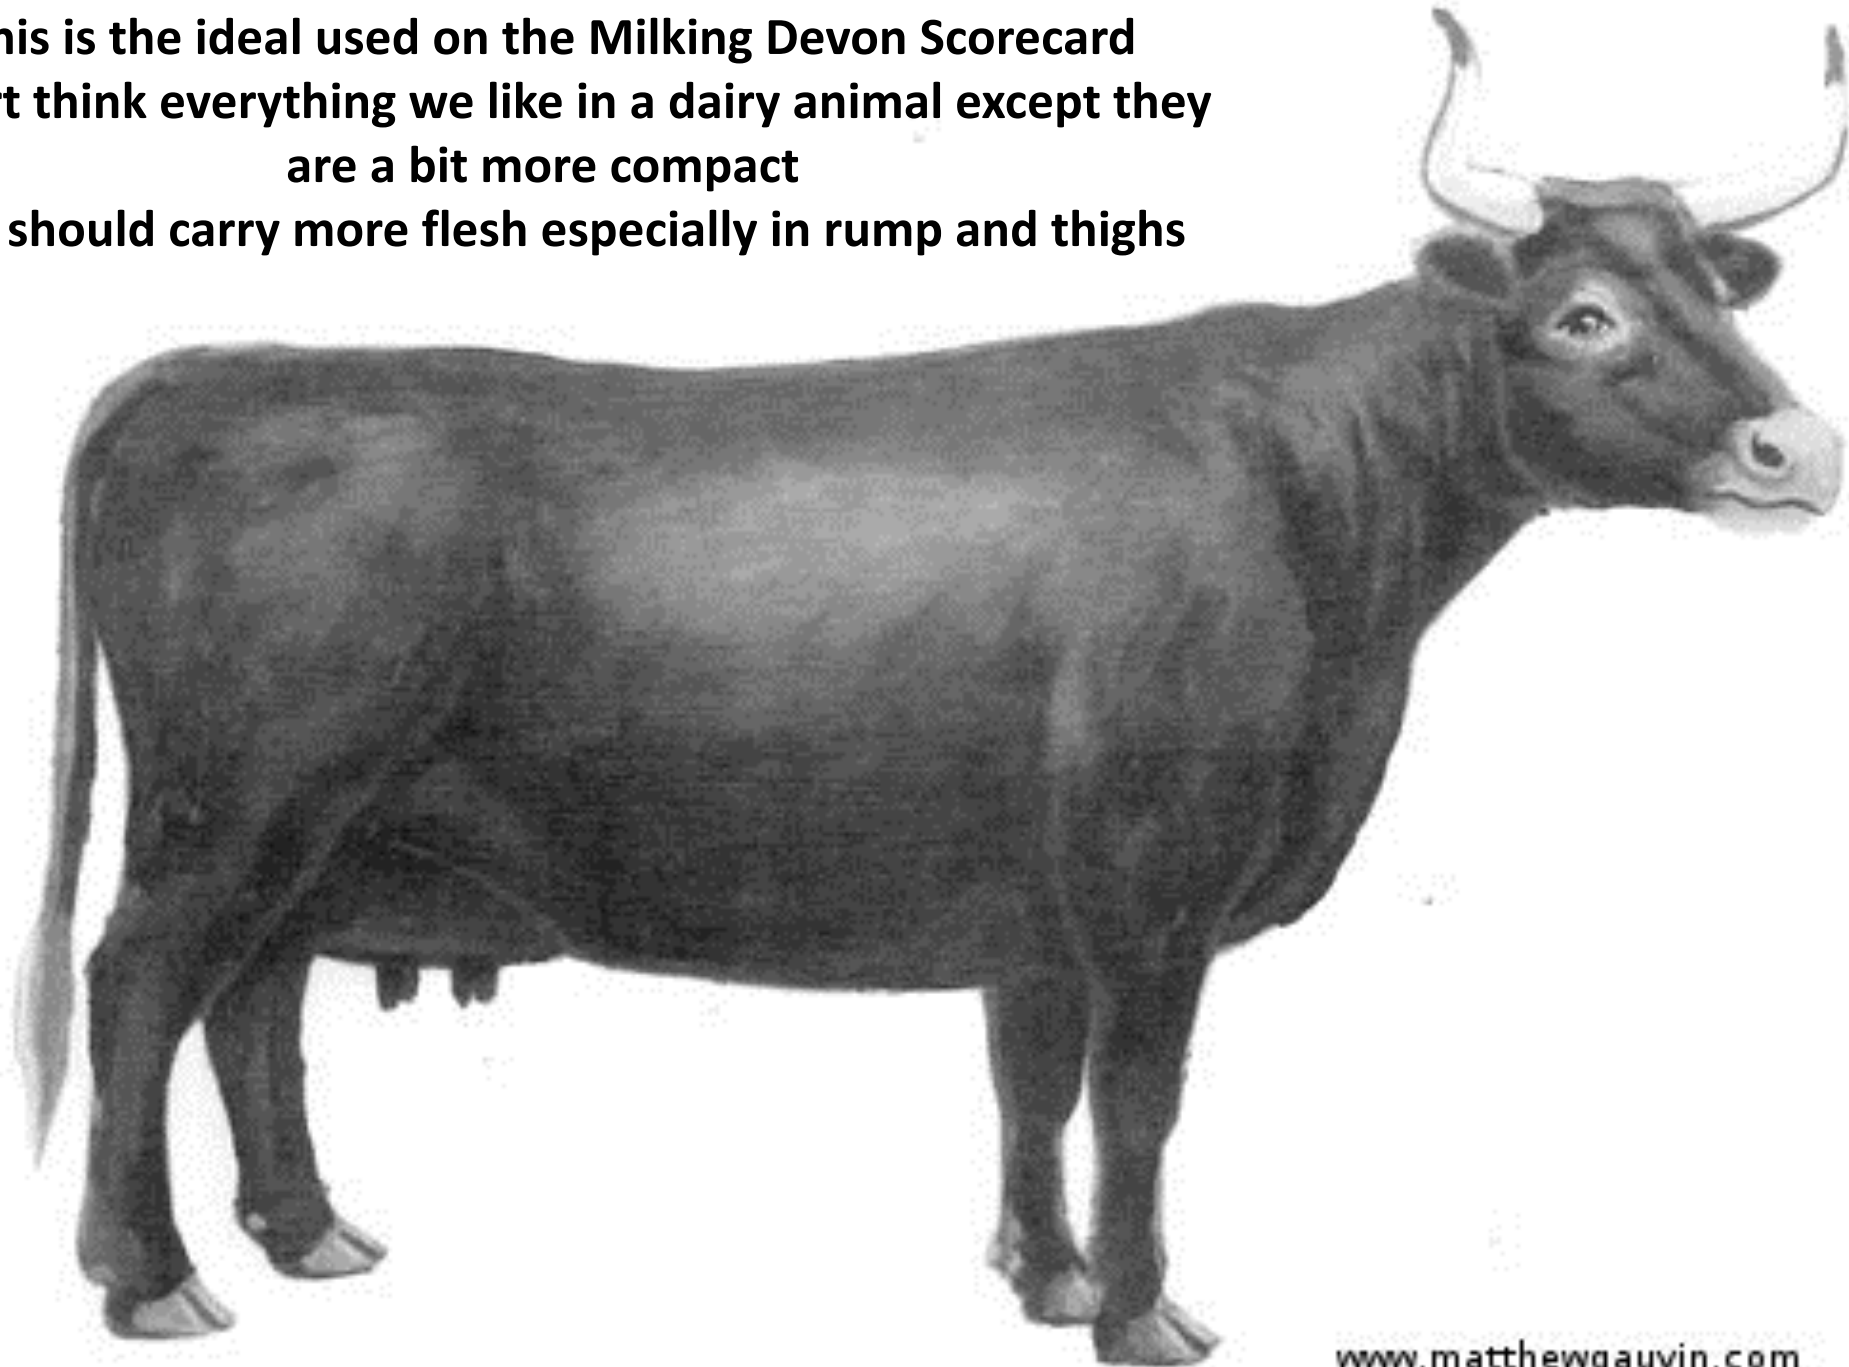 is is the ideal used on the Milking Devon Scorecard
think everything we like in a dairy animal except they
are a bit more compact
should carry more flesh especially in rump and thighs
www.matthewgauvin.com